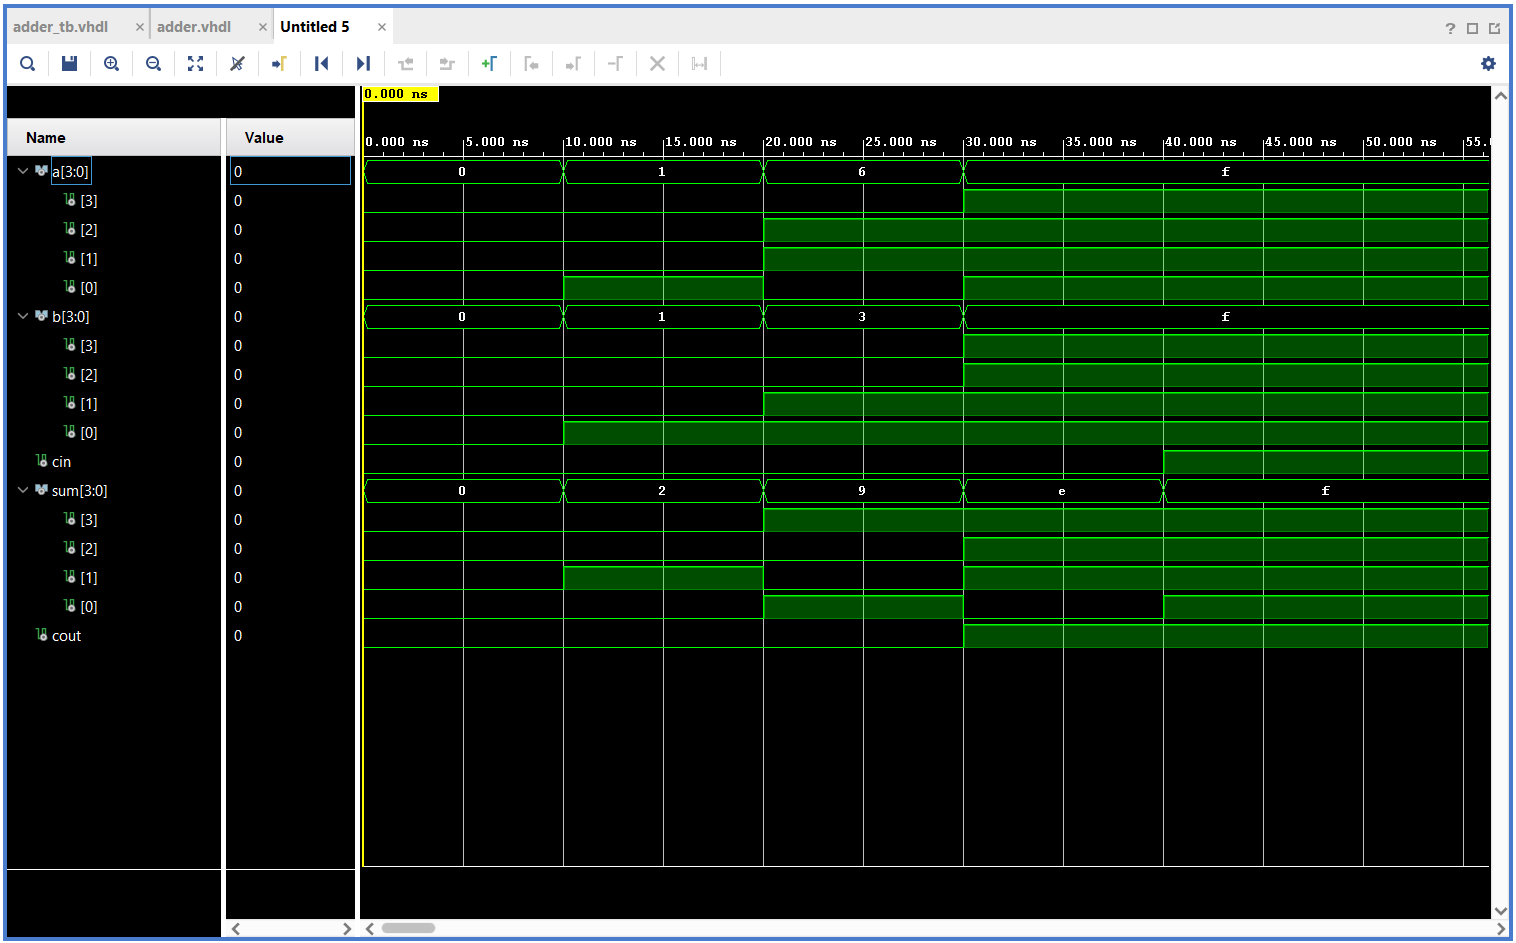 adder_tb.vhdl × adder.vhdl × Untitled 5 × ?
0.000 ns
Name Value 0.000 ns 5.000 ns 10.000 ns 15.000 ns 20.000 ns 25.000 ns 30.000 ns 35.000 ns 40.000 ns 45.000 ns 50.000 ns 55.
a[3:0] 0 0 1 6 f
[3] 0
[2] 0
[1] 0
[0] 0
b[3:0] 0 0 1 3 f
[3] 0
[2] 0
[1] 0
[0] 0
cin 0
sum[3:0] 0 0 2 9 e f
[3] 0
[2] 0
[1] 0
[0] 0
cout 0